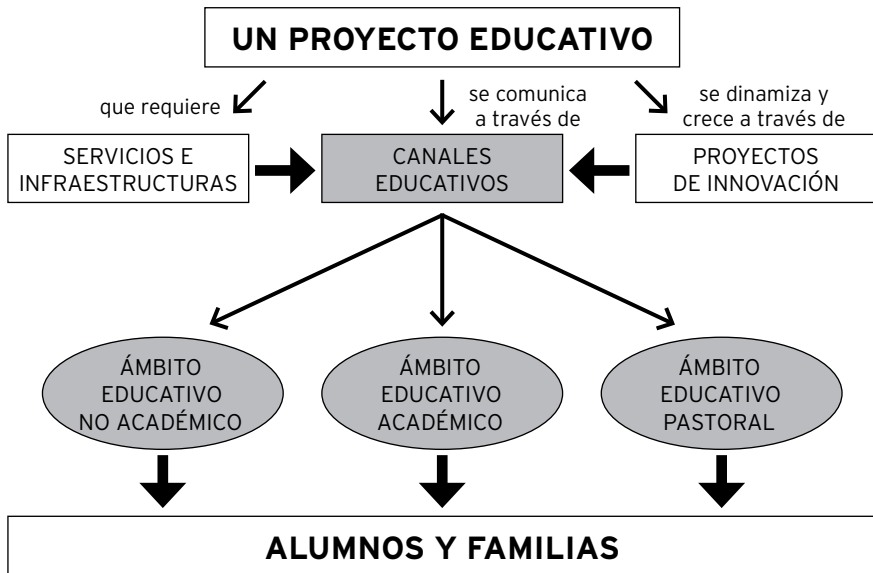 UN PROYECTO EDUCATIVO
que requiere
se comunica
a través de
se dinamiza y
crece a través de
SERVICIOS E
INFRAESTRUCTURAS
CANALES
EDUCATIVOS
PROYECTOS
DE INNOVACIÓN
ÁMBITO
EDUCATIVO
NO ACADÉMICO
ÁMBITO
EDUCATIVO
ACADÉMICO
ÁMBITO
EDUCATIVO
PASTORAL
ALUMNOS Y FAMILIAS